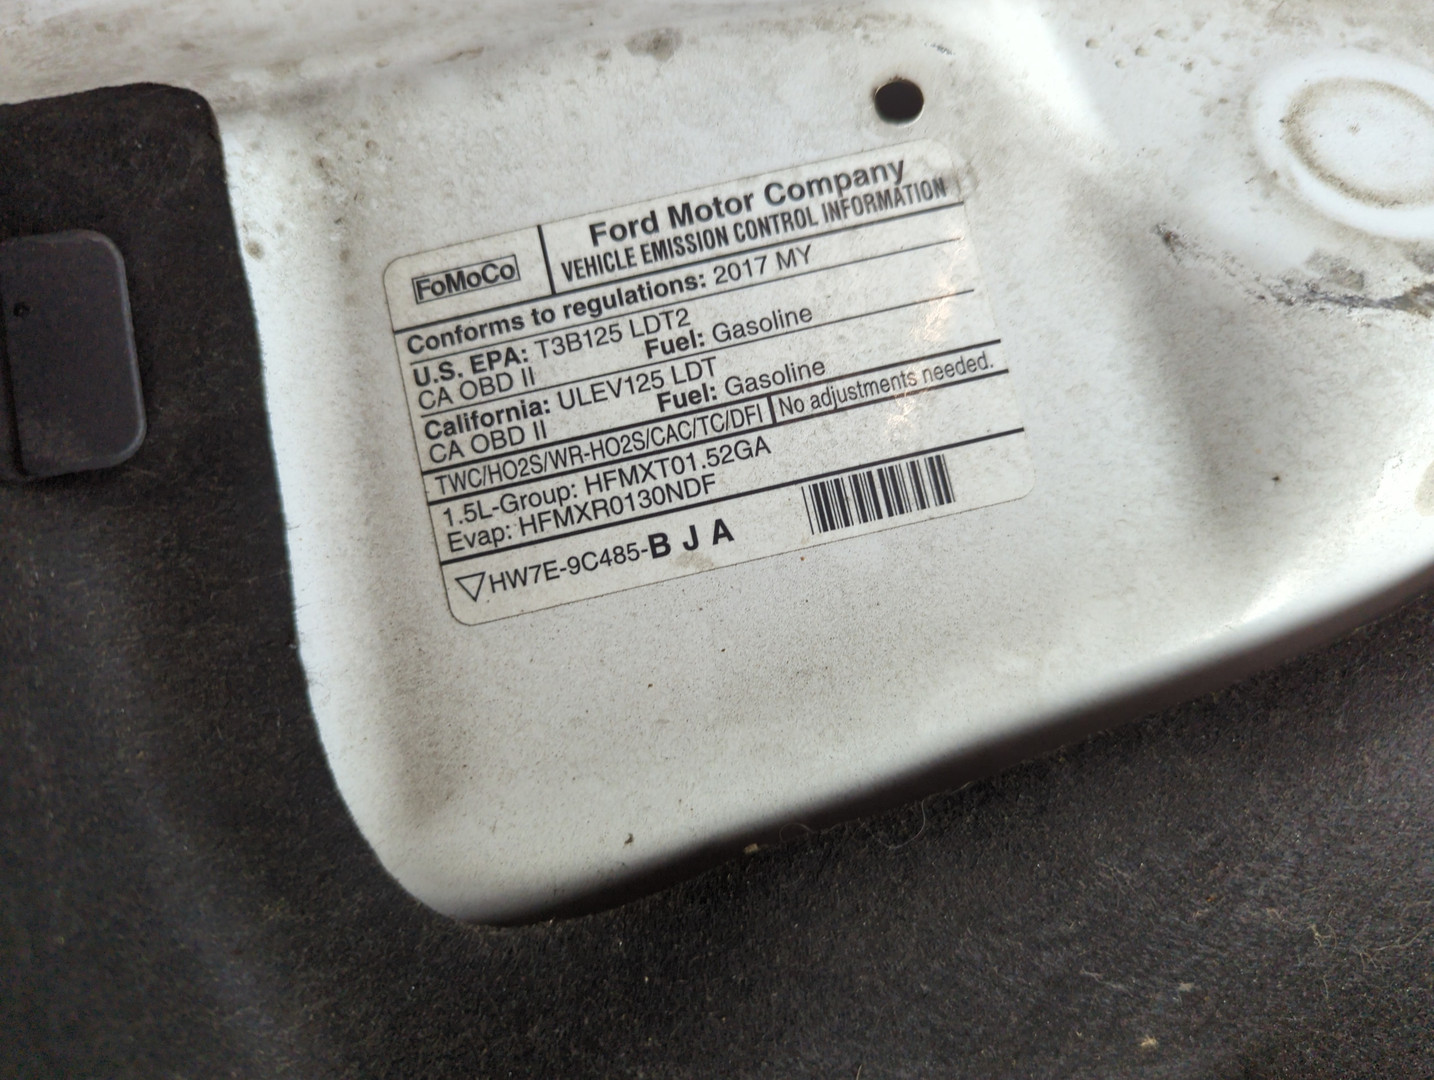 FoMoCo
Ford Motor Company
VEHICLE EMISSION CONTROL INFORMATION
Conforms to regulations: 2017 MY
U.S. EPA: T3B125 LDT2
CA OBD II Fuel: Gasoline
California: ULEV125 LDT
CA OBD II Fuel: Gasoline
TWC/HO2S/WR-HO2S/CAC/TC/DFI No adjustments needed.
1.5L-Group: HFMXT01.52GA
Evap: HFMXR0130NDF
HW7E-9C485-B J A